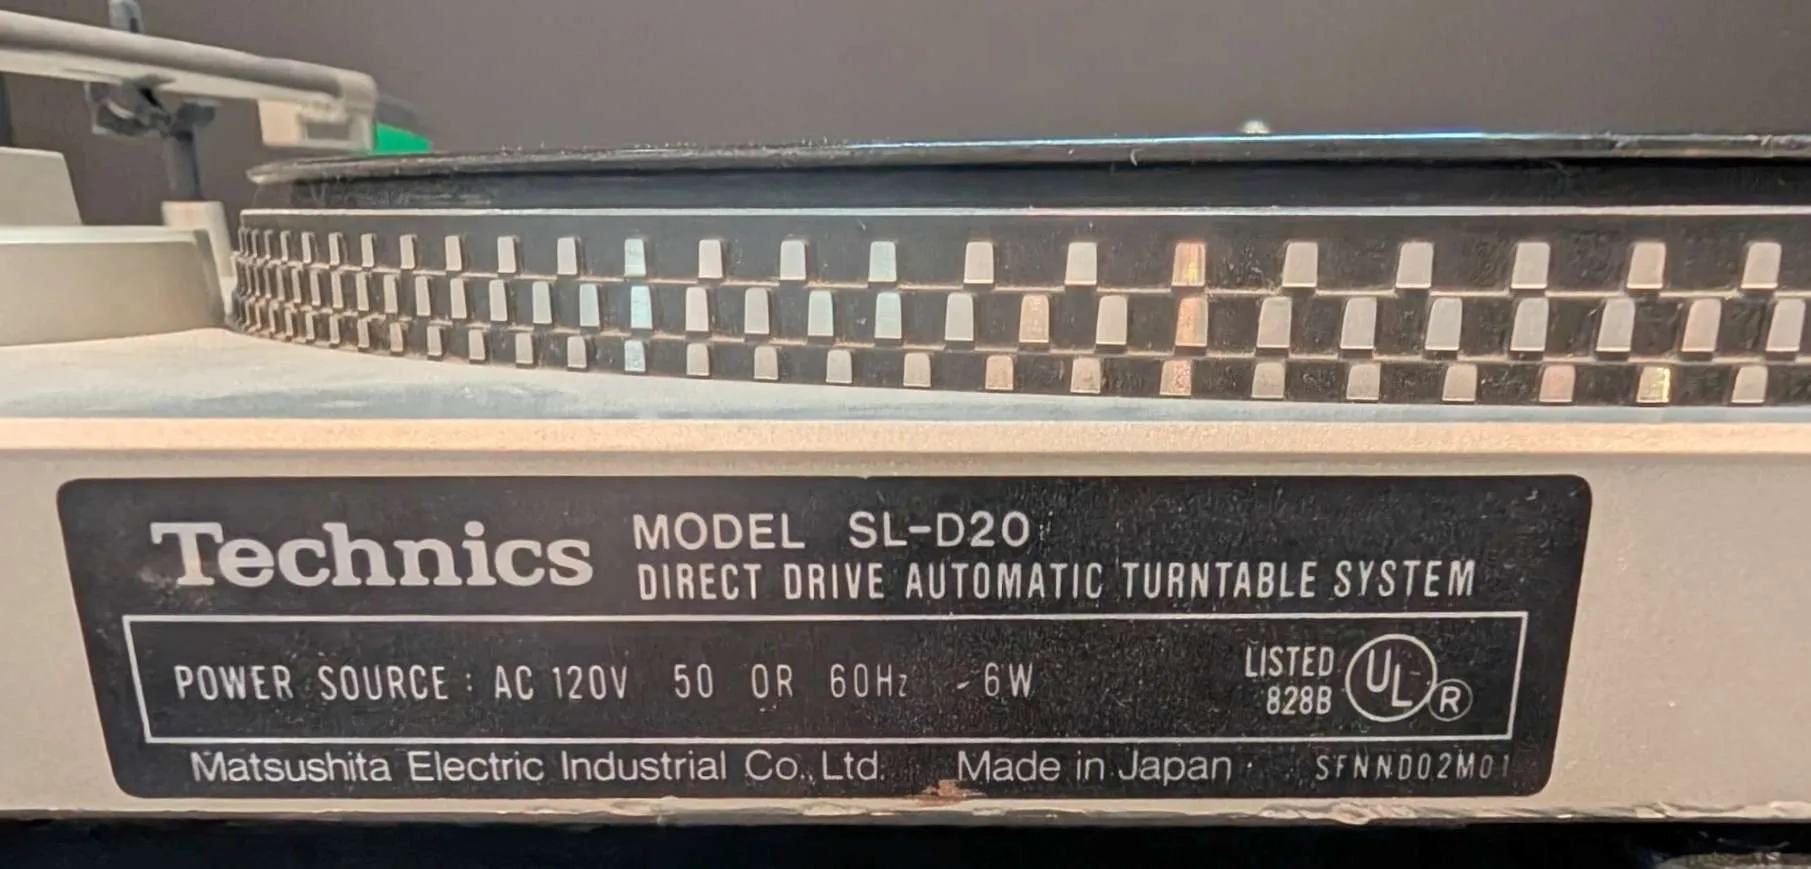 Technics
MODEL SL-D20
DIRECT DRIVE AUTOMATIC TURNTABLE SYSTEM
POWER SOURCE : AC 120V 50 OR 60Hz 6W
LISTED
828B
UL
®
Matsushita Electric Industrial Co., Ltd. Made in Japan SFNND02M01